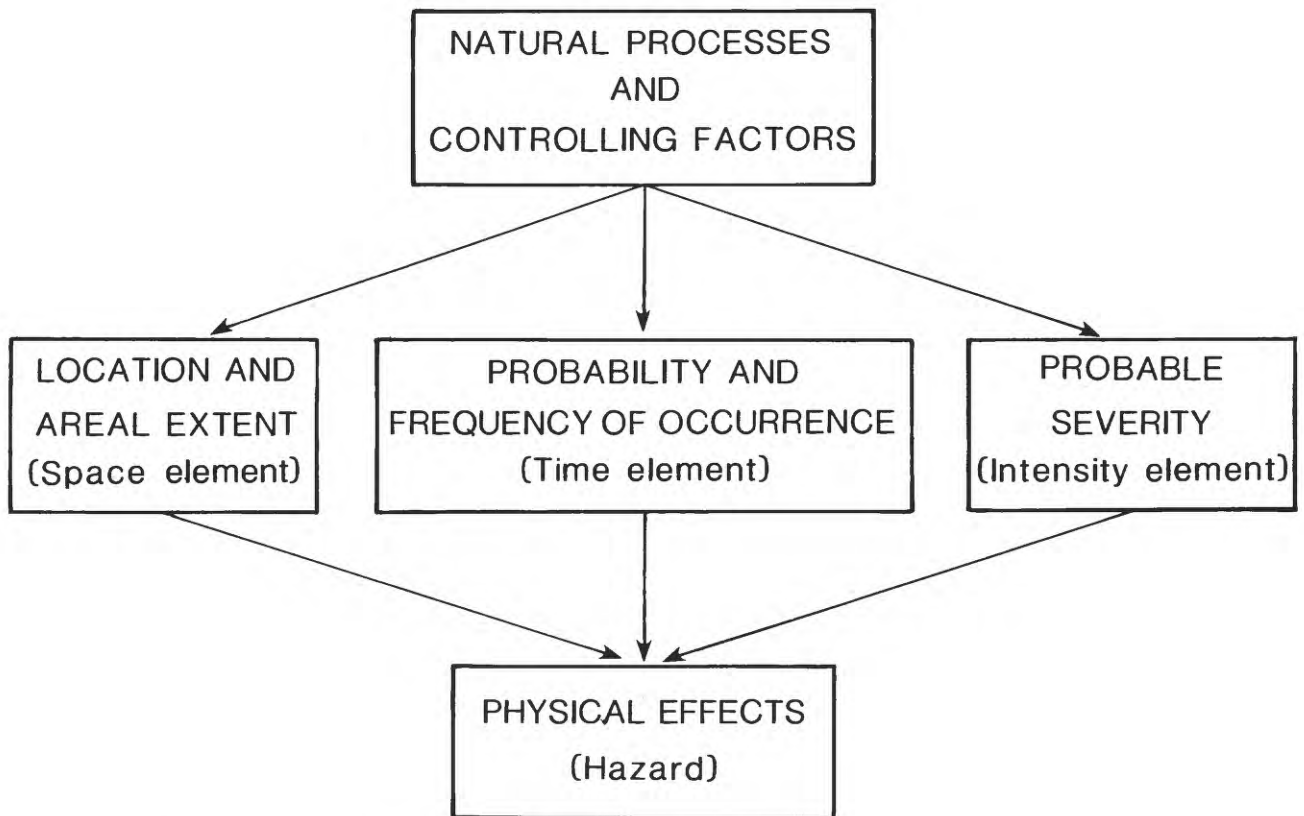 NATURAL PROCESSES
AND
CONTROLLING FACTORS
LOCATION AND
AREAL EXTENT
(Space element)
PROBABILITY AND
FREQUENCY OF OCCURRENCE
(Time element)
PROBABLE
SEVERITY
(Intensity element)
PHYSICAL EFFECTS
(Hazard)